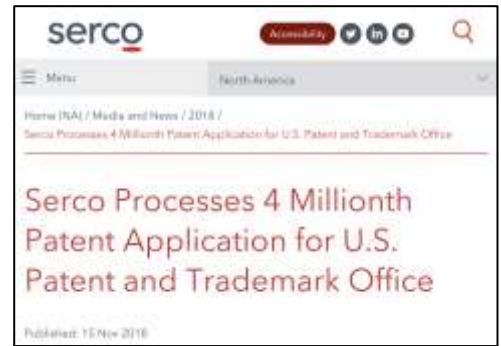 serco
Accessibility
Menu
North America
Home (NA) / Media and News / 2018 /
Serco Processes 4 Millionth Patent Application for U.S. Patent and Trademark Office
Serco Processes 4 Millionth
Patent Application for U.S.
Patent and Trademark Office
Published: 15 Nov 2018